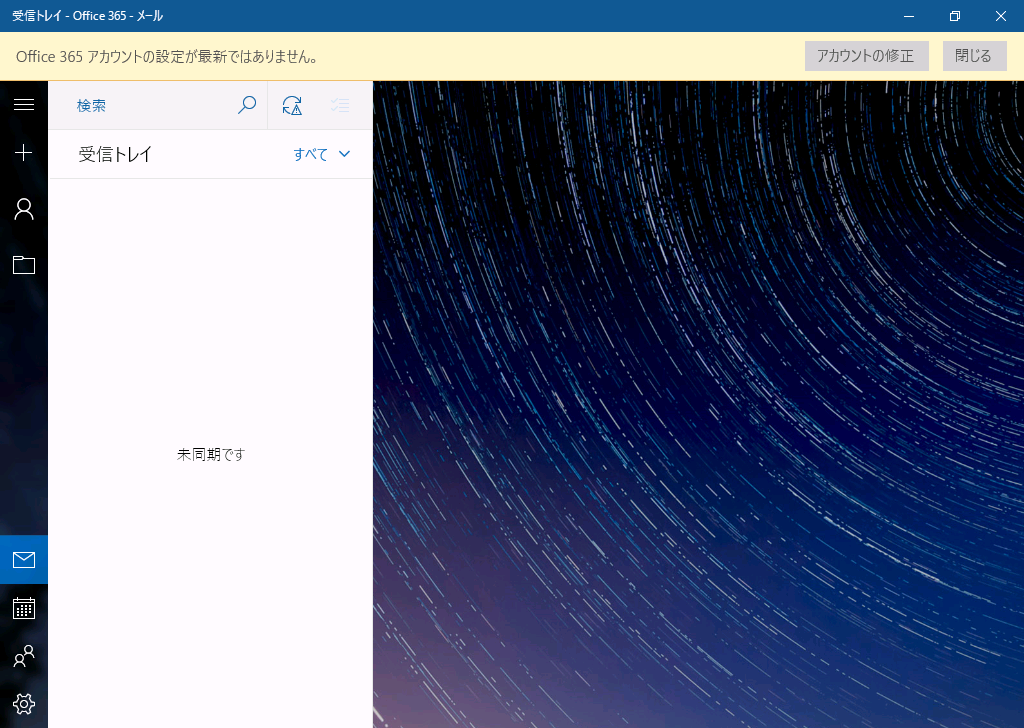 受信トレイ - Office 365 - メール
Office 365 アカウントの設定が最新ではありません。
アカウントの修正
閉じる
検索
受信トレイ
すべて
未同期です